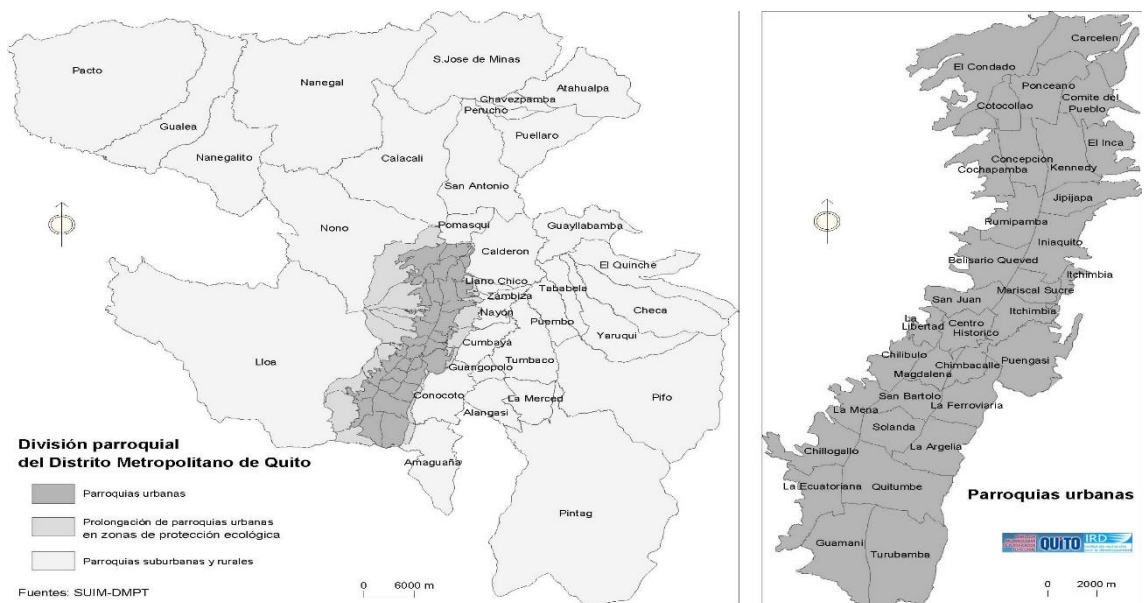 Pacto
Gualea
Nanegalito
Nanegal
S.Jose de Minas
Atahualpa
Chavezpamba
Perucho
Puellaro
Calacali
San Antonio
Nono
Pomasqui
Guayllabamba
Calderon
El Quinche
Llano Chico
Zambiza
Tababela
Checa
Nayón
Puembo
Yaruqui
Cumbayá
Lloa
Guangopolo
Tumbaco
Conocoto
La Merced
Pifo
Alangasi
Amaguaña
Pintag
División parroquial
del Distrito Metropolitano de Quito
Parroquias urbanas
Prolongación de parroquias urbanas
en zonas de protección ecológica
Parroquias suburbanas y rurales
Fuentes: SUIM-DMPT
0 6000 m
Carcelen
El Condado
Ponceano
Cotocollao
Comite del
Pueblo
El Inca
Concepción
Kennedy
Cochapamba
Jipijapa
Rumipamba
Iniaquito
Belisario Queved
Itchimbia
Mariscal Sucre
San Juan
Itchimbia
La
Libertad
Centro
Historico
Chilibulo
Puengasi
Chimbacalle
Magdalena
San Bartolo
La Ferroviaria
La Mena
Solanda
La Argelia
Chillogallo
La Ecuatoriana
Quitumbe
Parroquias urbanas
Guamani
Turubamba
QUITO
IRD
0 2000 m